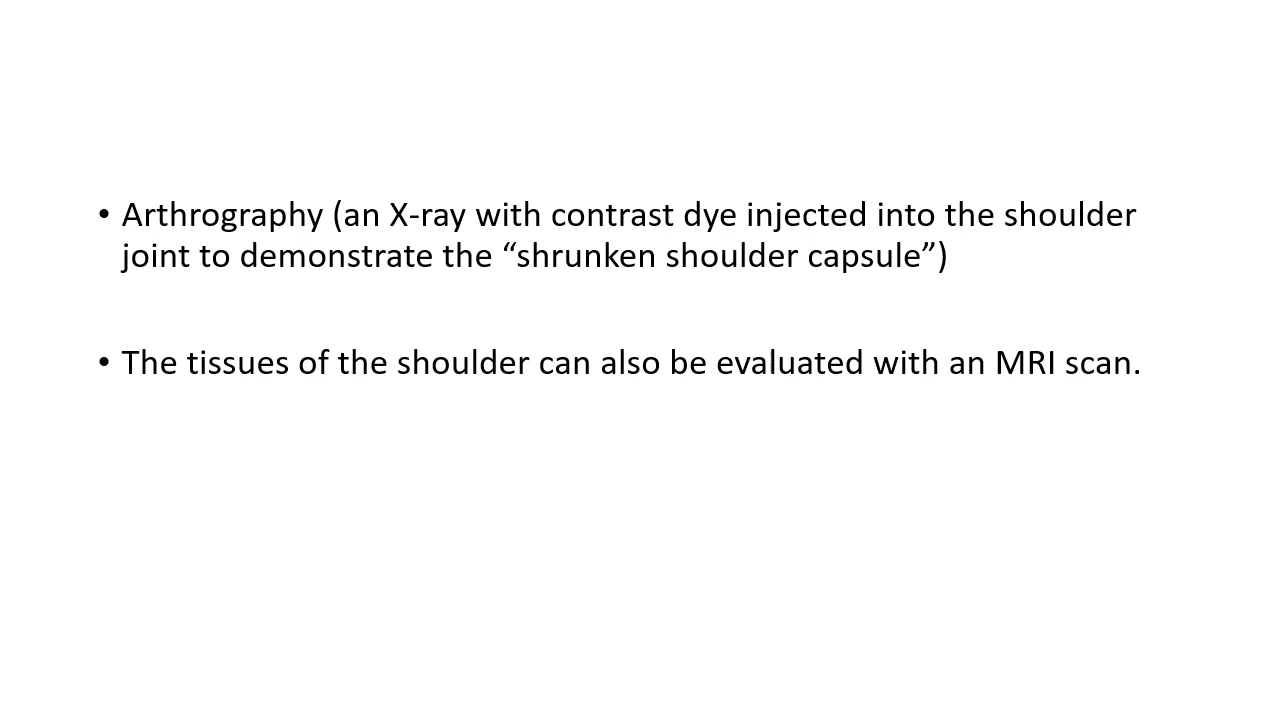 • Arthrography (an X-ray with contrast dye injected into the shoulder
joint to demonstrate the “shrunken shoulder capsule”)
• The tissues of the shoulder can also be evaluated with an MRI scan.